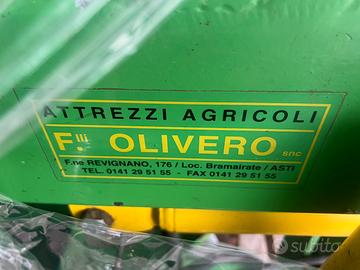 ATTREZZI AGRICOLI
F.lli OLIVERO snc
F.ne REVIGNANO, 176 / Loc. Bramairate / ASTI
TEL. 0141 29 51 55 - FAX 0141 29 51 55
subito